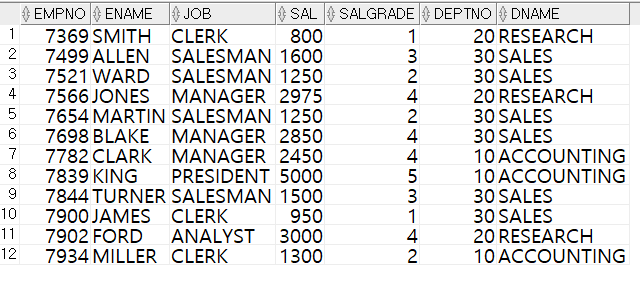 EMPNO ENAME JOB SAL SALGRADE DEPTNO DNAME
1 7369 SMITH CLERK 800 1 20 RESEARCH
2 7499 ALLEN SALESMAN 1600 3 30 SALES
3 7521 WARD SALESMAN 1250 2 30 SALES
4 7566 JONES MANAGER 2975 4 20 RESEARCH
5 7654 MARTIN SALESMAN 1250 2 30 SALES
6 7698 BLAKE MANAGER 2850 4 30 SALES
7 7782 CLARK MANAGER 2450 4 10 ACCOUNTING
8 7839 KING PRESIDENT 5000 5 10 ACCOUNTING
9 7844 TURNER SALESMAN 1500 3 30 SALES
10 7900 JAMES CLERK 950 1 30 SALES
11 7902 FORD ANALYST 3000 4 20 RESEARCH
12 7934 MILLER CLERK 1300 2 10 ACCOUNTING